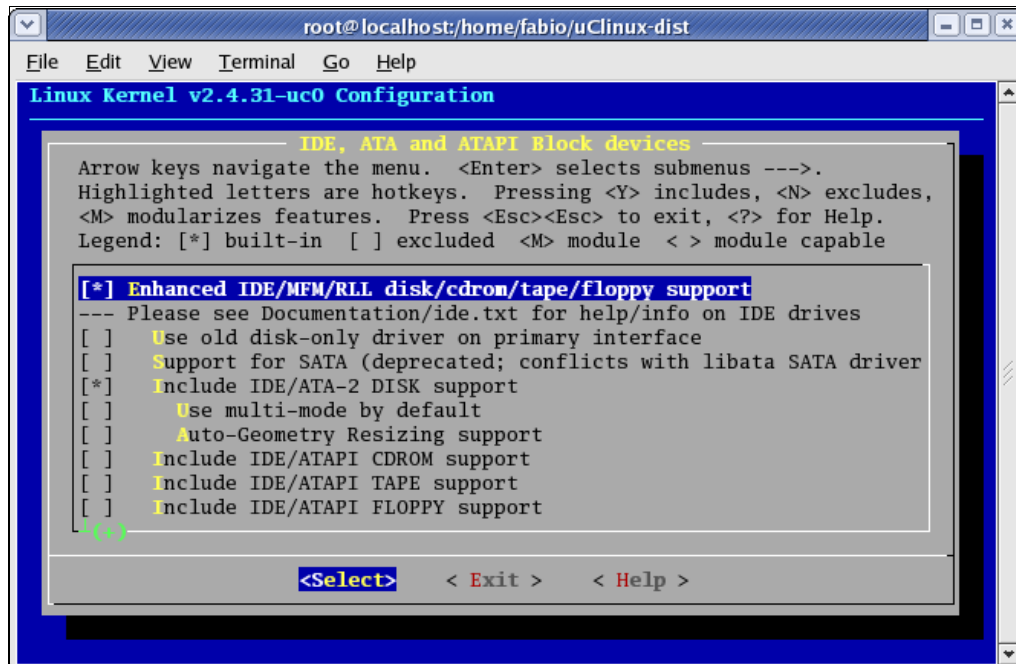 root@localhost:/home/fabio/uClinux-dist
File Edit View Terminal Go Help
Linux Kernel v2.4.31-uc0 Configuration
IDE, ATA and ATAPI Block devices
Arrow keys navigate the menu. <Enter> selects submenus --->.
Highlighted letters are hotkeys. Pressing <Y> includes, <N> excludes,
<M> modularizes features. Press <Esc><Esc> to exit, <?> for Help.
Legend: [*] built-in [ ] excluded <M> module < > module capable
[*] Enhanced IDE/MFM/RLL disk/cdrom/tape/floppy support
--- Please see Documentation/ide.txt for help/info on IDE drives
[ ] Use old disk-only driver on primary interface
[ ] Support for SATA (deprecated; conflicts with libata SATA driver
[*] Include IDE/ATA-2 DISK support
[ ] Use multi-mode by default
[ ] Auto-Geometry Resizing support
[ ] Include IDE/ATAPI CDROM support
[ ] Include IDE/ATAPI TAPE support
[ ] Include IDE/ATAPI FLOPPY support
(+)
<Select> < Exit > < Help >